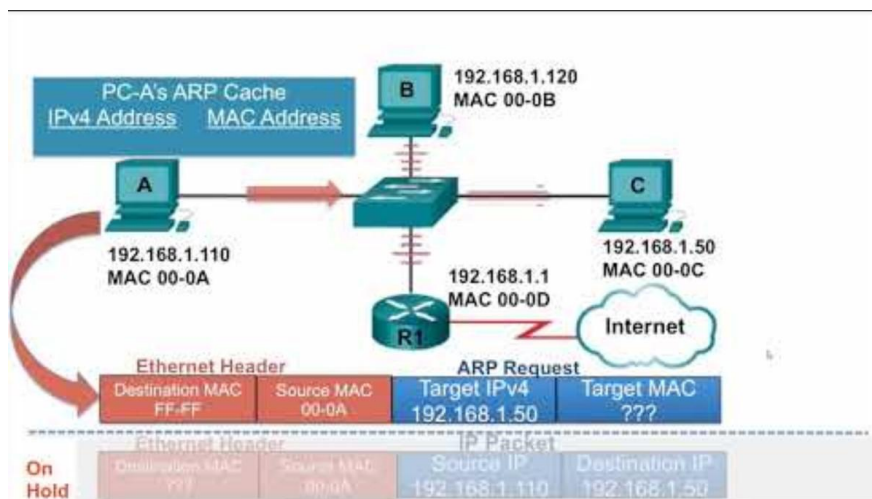 PC-A's ARP Cache
IPv4 Address MAC Address
B
192.168.1.120
MAC 00-0B
A
C
192.168.1.110
MAC 00-0A
192.168.1.50
MAC 00-0C
192.168.1.1
MAC 00-0D
R1
Internet
Ethernet Header
ARP Request
Destination MAC
FF-FF
Source MAC
00-0A
Target IPv4
192.168.1.50
Target MAC
???
Ethernet Header
IP Packet
On
Hold
Destination MAC
???
Source MAC
00-0A
Source IP
192.168.1.110
Destination IP
192.168.1.50